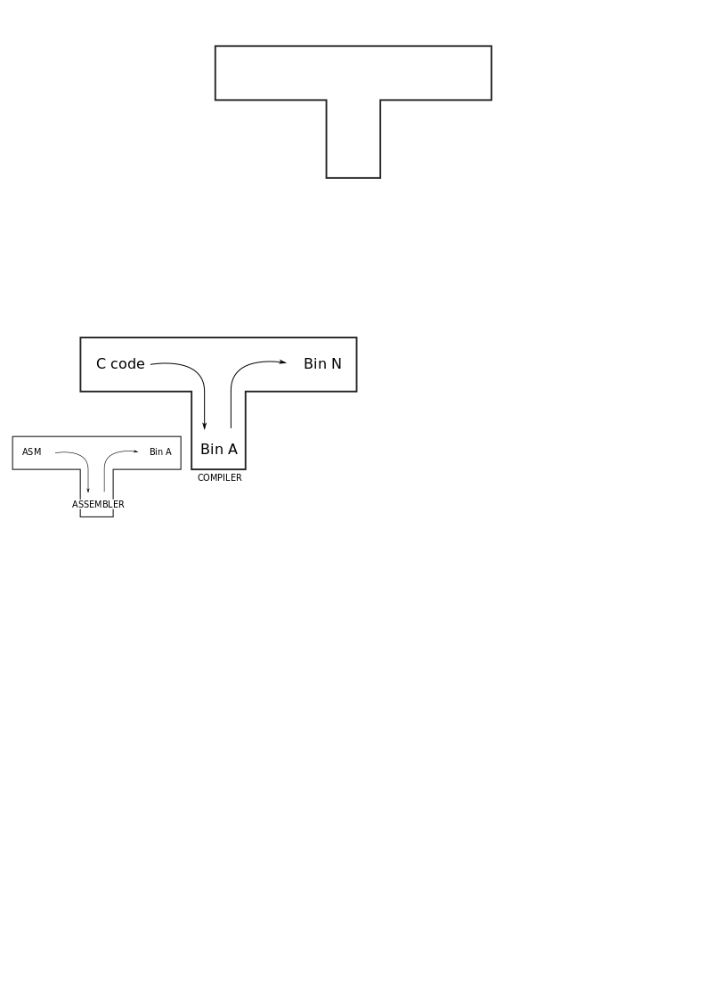 C code
Bin N
Bin A
COMPILER
ASM
Bin A
ASSEMBLER